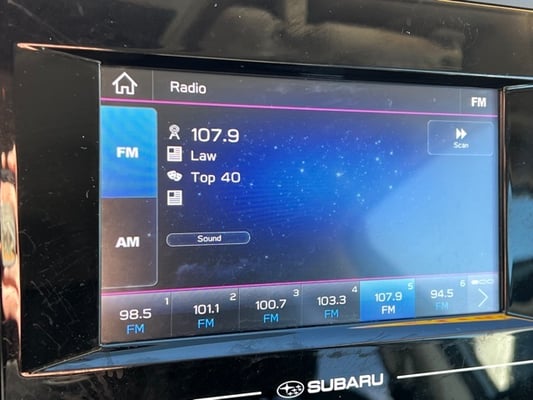 Radio
FM
FM
107.9
Scan
Law
Top 40
AM
Sound
1 2 3 4 5 6
98.5 101.1 100.7 103.3 107.9 94.5
FM FM FM FM FM FM
SUBARU